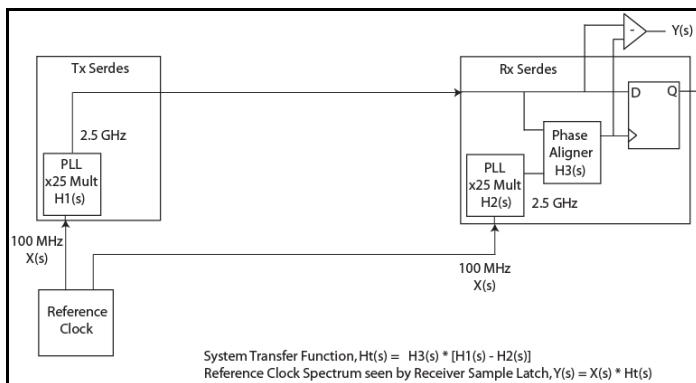 Y(s)
-
Tx Serdes
Rx Serdes
D Q
2.5 GHz
Phase
Aligner
H3(s)
PLL
x25 Mult
H1(s)
PLL
x25 Mult
H2(s)
2.5 GHz
100 MHz
X(s)
100 MHz
X(s)
Reference
Clock
System Transfer Function, Ht(s) = H3(s) * [H1(s) - H2(s)]
Reference Clock Spectrum seen by Receiver Sample Latch, Y(s) = X(s) * Ht(s)